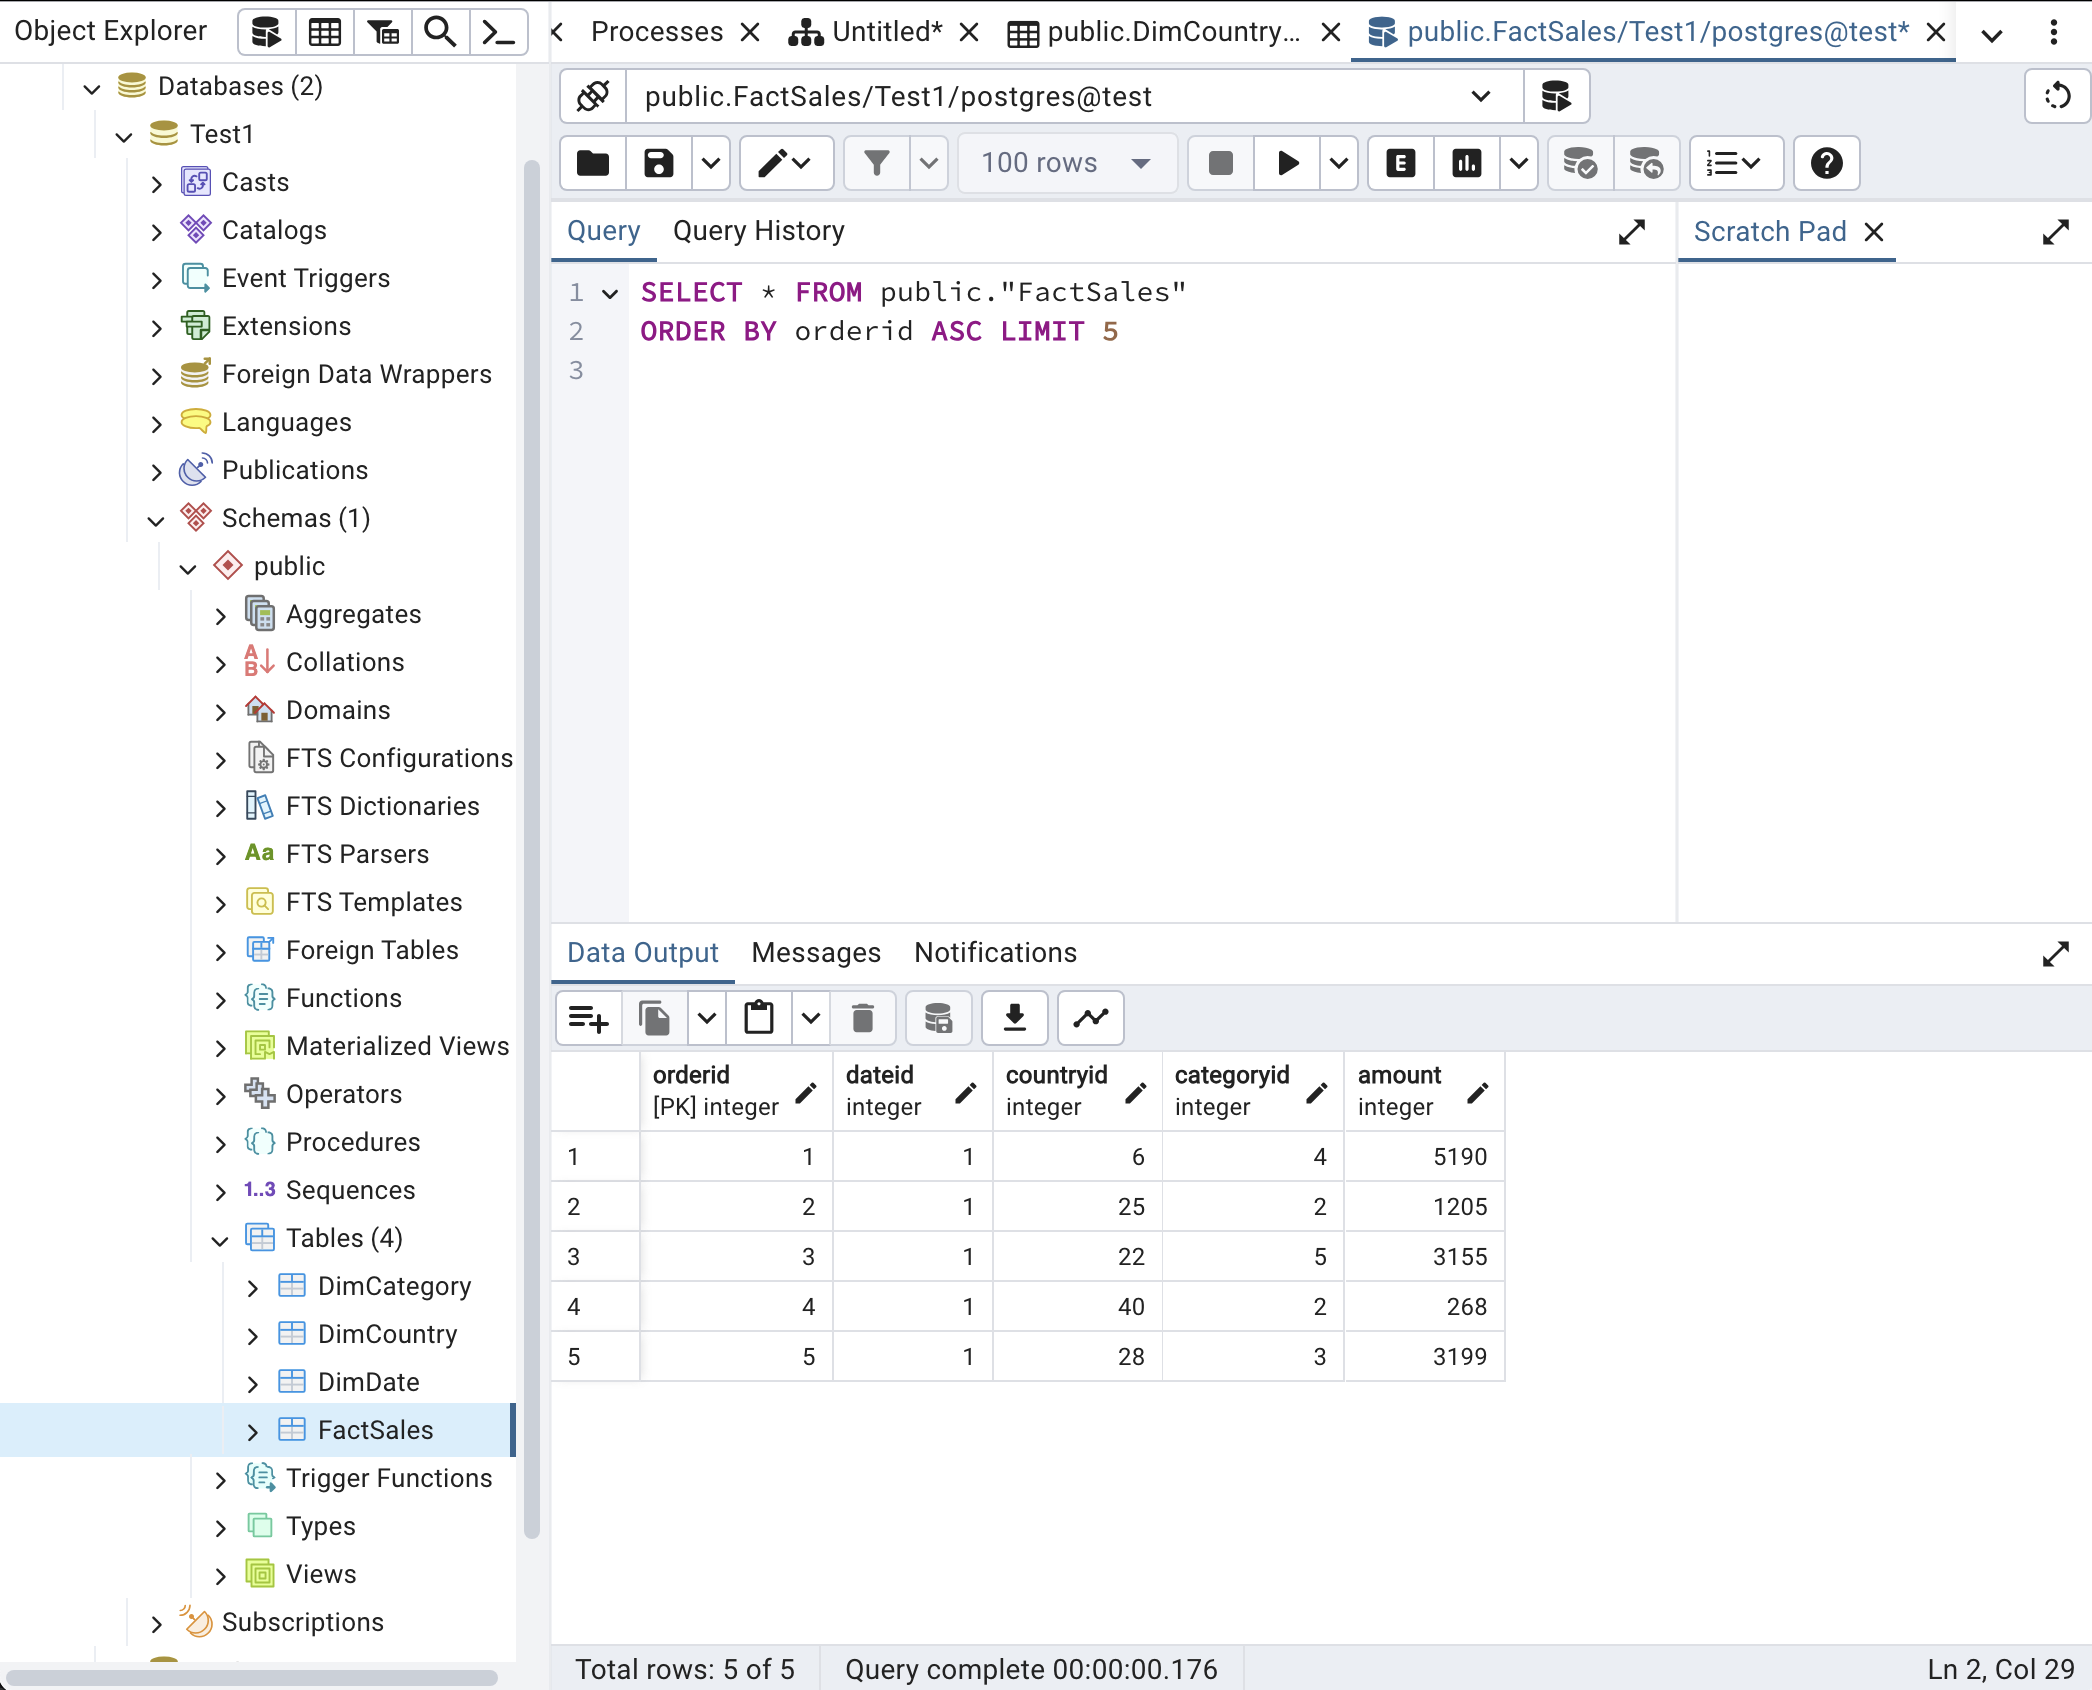 Object Explorer
Processes
Untitled*
public.DimCountry...
public.FactSales/Test1/postgres@test*
Databases (2)
Test1
Casts
Catalogs
Event Triggers
Extensions
Foreign Data Wrappers
Languages
Publications
Schemas (1)
public
Aggregates
Collations
Domains
FTS Configurations
FTS Dictionaries
Aa FTS Parsers
FTS Templates
Foreign Tables
Functions
Materialized Views
Operators
Procedures
1..3 Sequences
Tables (4)
DimCategory
DimCountry
DimDate
FactSales
Trigger Functions
Types
Views
Subscriptions
public.FactSales/Test1/postgres@test
100 rows
E
Query Query History
Scratch Pad
1 SELECT * FROM public."FactSales"
2 ORDER BY orderid ASC LIMIT 5
3
Data Output Messages Notifications
orderid dateid countryid categoryid amount
[PK] integer integer integer integer integer
1 1 1 6 4 5190
2 2 1 25 2 1205
3 3 1 22 5 3155
4 4 1 40 2 268
5 5 1 28 3 3199
Total rows: 5 of 5 Query complete 00:00:00.176 Ln 2, Col 29